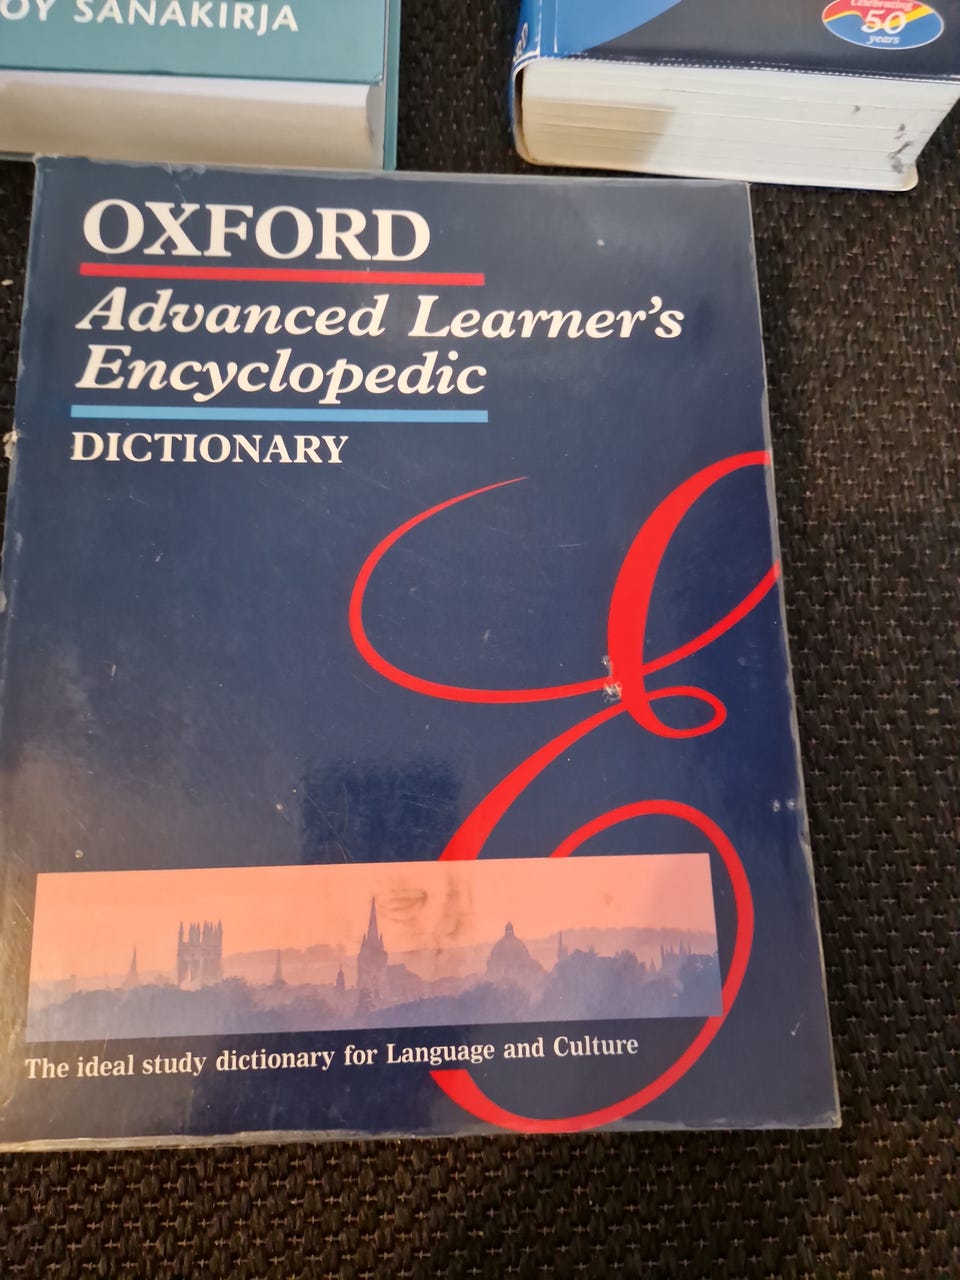 OY SANAKIRJA
Celebrating
50
years
OXFORD
Advanced Learner's
Encyclopedic
DICTIONARY
The ideal study dictionary for Language and Culture